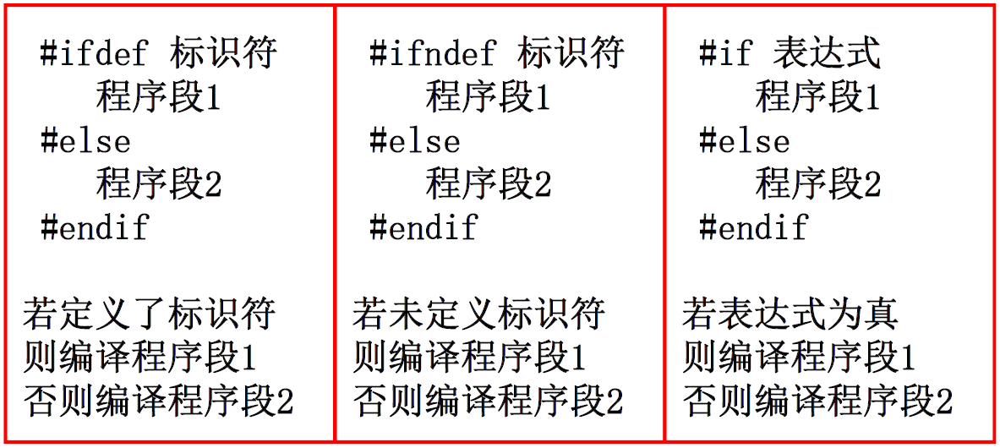 #ifdef 标识符
程序段1
#else
程序段2
#endif
若定义了标识符
则编译程序段1
否则编译程序段2
#ifndef 标识符
程序段1
#else
程序段2
#endif
若未定义标识符
则编译程序段1
否则编译程序段2
#if 表达式
程序段1
#else
程序段2
#endif
若表达式为真
则编译程序段1
否则编译程序段2